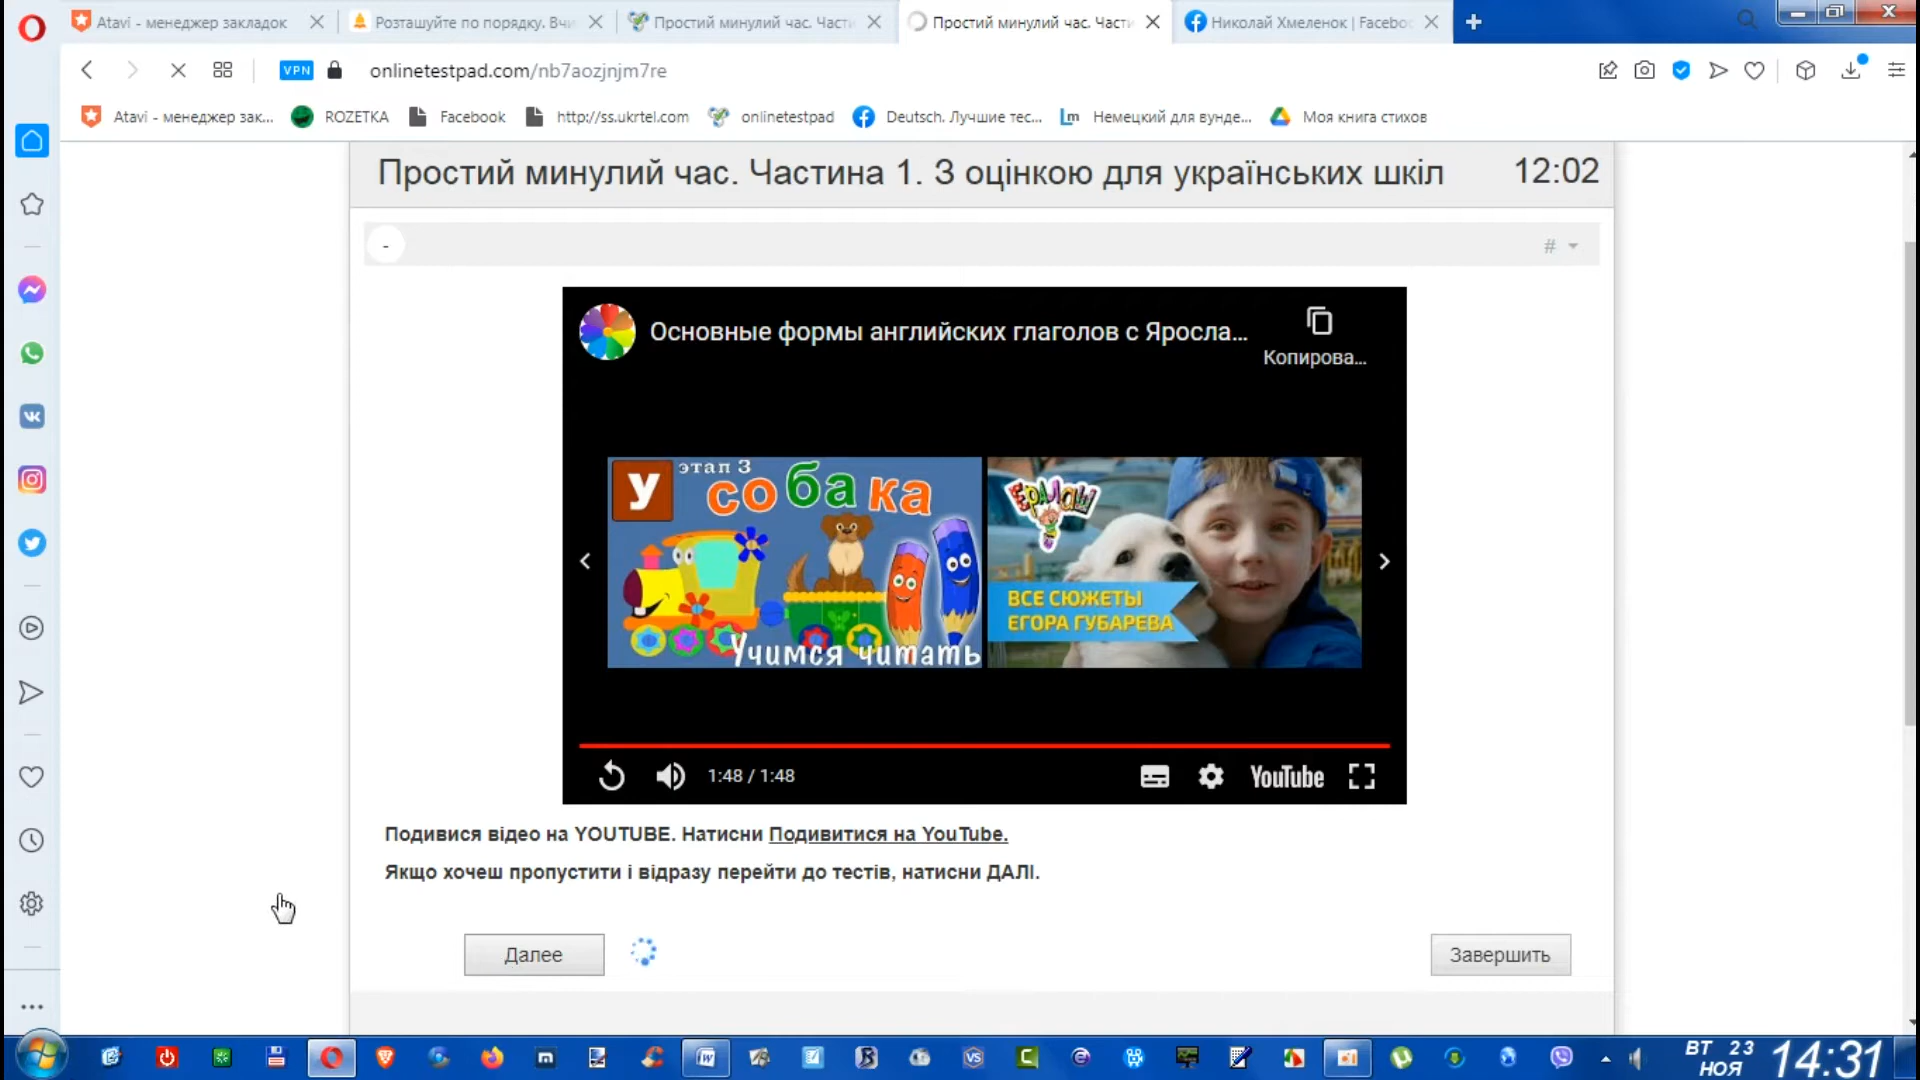 Atavi - менеджер закладок
Розташуйте по порядку. Вчи
Простий минулий час. Части
Простий минулий час. Части
Николай Хмеленок | Facebo
VPN
onlinetestpad.com/nb7aozjnjm7re
Atavi - менеджер зак...
ROZETKA
Facebook
http://ss.ukrtel.com
onlinetestpad
Deutsch. Лучшие тес...
Немецкий для вунде...
Моя книга стихов
Простий минулий час. Частина 1. З оцінкою для українських шкіл
12:02
-
#
Основные формы английских глаголов с Яросла...
Копирова...
У
этап 3
собака
Учимся читать
ЕРАЛАШ
ВСЕ СЮЖЕТЫ
ЕГОРА ГУБАРЕВА
1:48 / 1:48
YouTube
Подивися відео на YOUTUBE. Натисни Подивитися на YouTube.
Якщо хочеш пропустити і відразу перейти до тестів, натисни ДАЛІ.
Далее
Завершить
ВТ 23
НОЯ
14:31